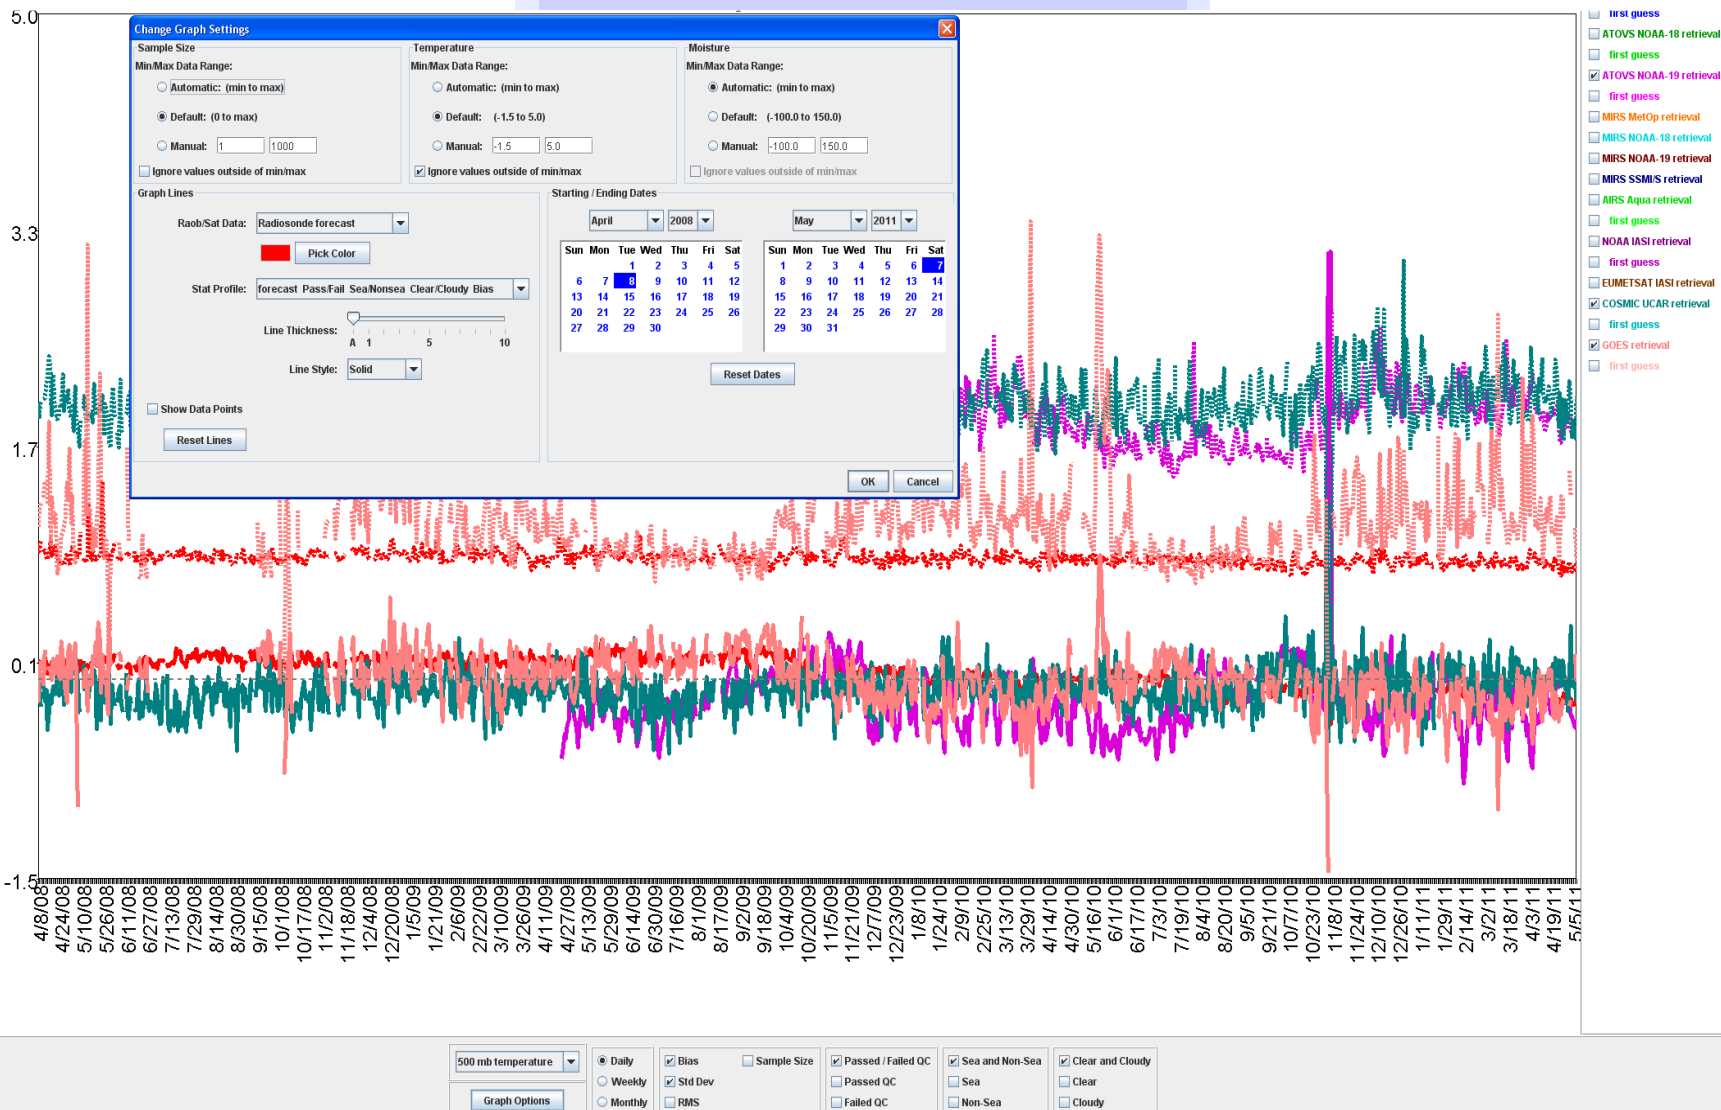 Change Graph Settings
Sample Size
Min/Max Data Range:
Automatic: (min to max)
Default: (0 to max)
Manual: 1 1000
Ignore values outside of min/max
Temperature
Min/Max Data Range:
Automatic: (min to max)
Default: (-1.5 to 5.0)
Manual: -1.5 5.0
Ignore values outside of min/max
Moisture
Min/Max Data Range:
Automatic: (min to max)
Default: (-100.0 to 150.0)
Manual: -100.0 150.0
Ignore values outside of min/max
Graph Lines
Raob/Sat Data: Radiosonde forecast
Pick Color
Stat Profile: forecast Pass/Fail Sea/Nonsea Clear/Cloudy Bias
Line Thickness:
A 1 5 10
Line Style: Solid
Show Data Points
Reset Lines
Starting / Ending Dates
April 2008
Sun Mon Tue Wed Thu Fri Sat
1 2 3 4 5
6 7 8 9 10 11 12
13 14 15 16 17 18 19
20 21 22 23 24 25 26
27 28 29 30
May 2011
Sun Mon Tue Wed Thu Fri Sat
1 2 3 4 5 6 7
8 9 10 11 12 13 14
15 16 17 18 19 20 21
22 23 24 25 26 27 28
29 30 31
Reset Dates
OK Cancel
5.0
3.3
1.7
0.1
-1.5
4/8/08
4/24/08
5/10/08
5/26/08
6/11/08
6/27/08
7/13/08
7/29/08
8/14/08
8/30/08
9/15/08
10/1/08
11/2/08
11/18/08
12/4/08
12/20/08
1/5/09
1/21/09
2/6/09
2/22/09
3/10/09
3/26/09
4/11/09
4/27/09
5/13/09
5/29/09
6/14/09
6/30/09
7/16/09
8/1/09
8/17/09
9/2/09
9/18/09
10/4/09
10/20/09
11/5/09
11/21/09
12/7/09
12/23/09
1/8/10
1/24/10
2/9/10
2/25/10
3/13/10
3/29/10
4/14/10
4/30/10
5/16/10
6/1/10
6/17/10
7/3/10
7/19/10
8/4/10
8/20/10
9/5/10
9/21/10
10/7/10
10/23/10
11/8/10
11/24/10
12/10/10
12/26/10
1/11/11
1/29/11
2/14/11
3/2/11
3/18/11
4/3/11
4/19/11
5/5/11
first guess
ATOVS NOAA-18 retrieval
first guess
ATOVS NOAA-19 retrieval
first guess
MIRS MetOp retrieval
MIRS NOAA-18 retrieval
MIRS NOAA-19 retrieval
MIRS SSMI/S retrieval
AIRS Aqua retrieval
first guess
NOAA IASI retrieval
first guess
EUMETSAT IASI retrieval
COSMIC UCAR retrieval
first guess
GOES retrieval
first guess
500 mb temperature
Graph Options
Daily
Weekly
Monthly
Bias
Std Dev
RMS
Sample Size
Passed / Failed QC
Passed QC
Failed QC
Sea and Non-Sea
Sea
Non-Sea
Clear and Cloudy
Clear
Cloudy